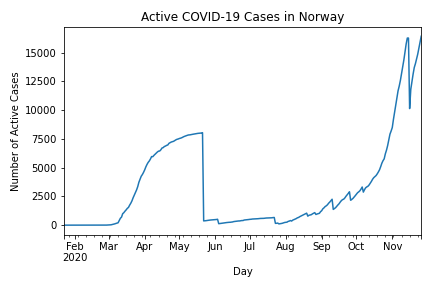 Active COVID-19 Cases in Norway
Number of Active Cases
15000
12500
10000
7500
5000
2500
0
Feb Mar Apr May Jun Jul Aug Sep Oct Nov
2020
Day